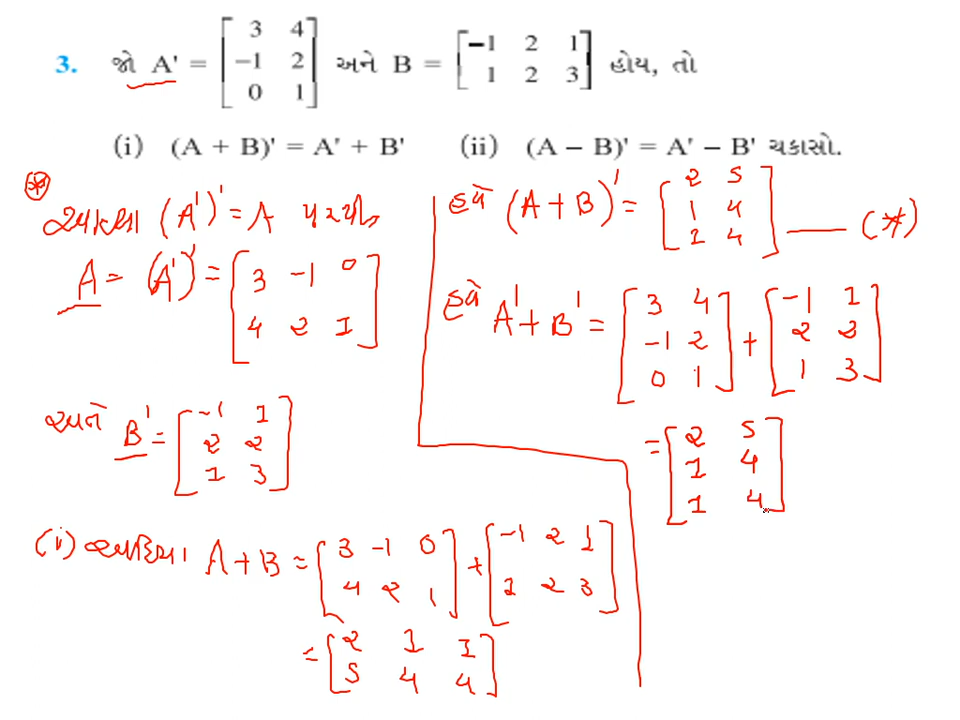 3. જો A' = [ 3 4 ; -1 2 ; 0 1 ] અને B = [ -1 2 1 ; 1 2 3 ] હોય, તો
(i) (A + B)' = A' + B' (ii) (A – B)' = A' – B' ચકાસો.
(A')' = A પરથી
A = (A')' = [ 3 -1 0 ; 4 2 1 ]
અને B' = [ -1 1 ; 2 2 ; 1 3 ]
(i) A + B = [ 3 -1 0 ; 4 2 1 ] + [ -1 2 1 ; 1 2 3 ]
= [ 2 1 1 ; 5 4 4 ]
હવે (A + B)' = [ 2 5 ; 1 4 ; 1 4 ] — (*)
હવે A' + B' = [ 3 4 ; -1 2 ; 0 1 ] + [ -1 1 ; 2 2 ; 1 3 ]
= [ 2 5 ; 1 4 ; 1 4 ]